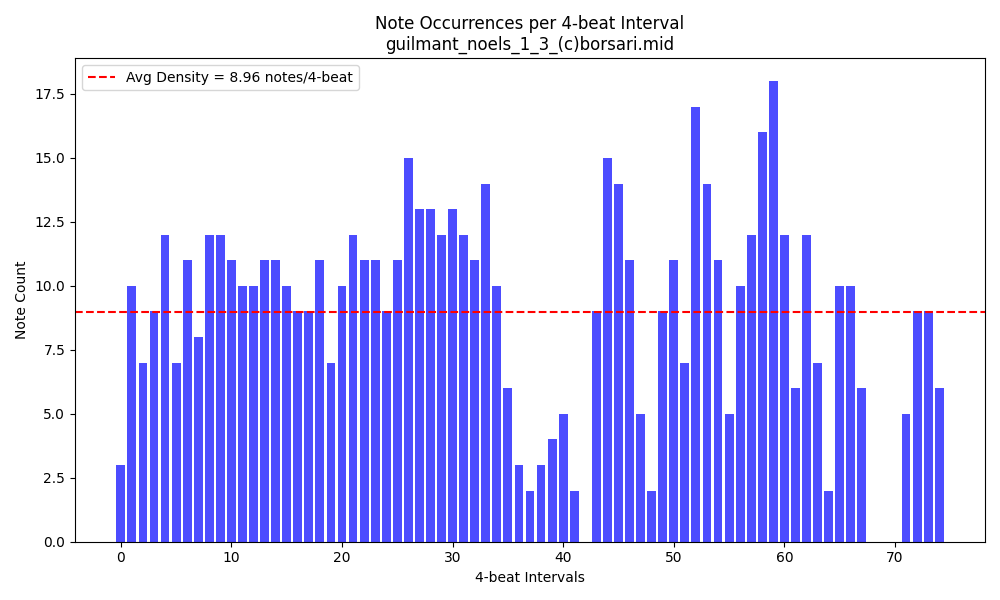 Note Occurrences per 4-beat Interval
guilmant_noels_1_3_(c)borsari.mid
Avg Density = 8.96 notes/4-beat
Note Count
17.5
15.0
12.5
10.0
7.5
5.0
2.5
0.0
0 10 20 30 40 50 60 70
4-beat Intervals